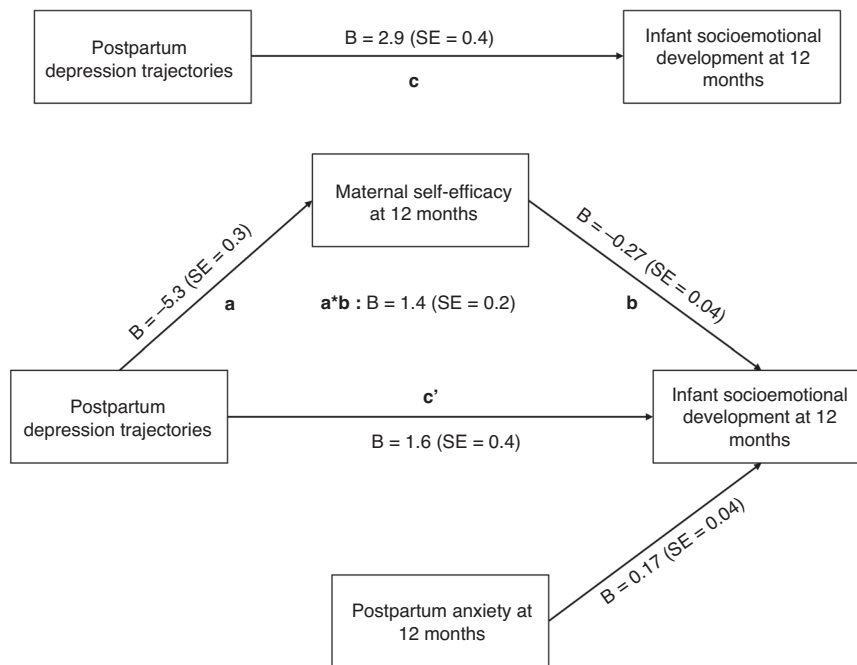 Postpartum
depression trajectories
B = 2.9 (SE = 0.4)
c
Infant socioemotional
development at 12
months
Maternal self-efficacy
at 12 months
B = –5.3 (SE = 0.3)
a
a*b : B = 1.4 (SE = 0.2)
B = –0.27 (SE = 0.04)
b
Postpartum
depression trajectories
c’
B = 1.6 (SE = 0.4)
Infant socioemotional
development at 12
months
B = 0.17 (SE = 0.04)
Postpartum anxiety at
12 months